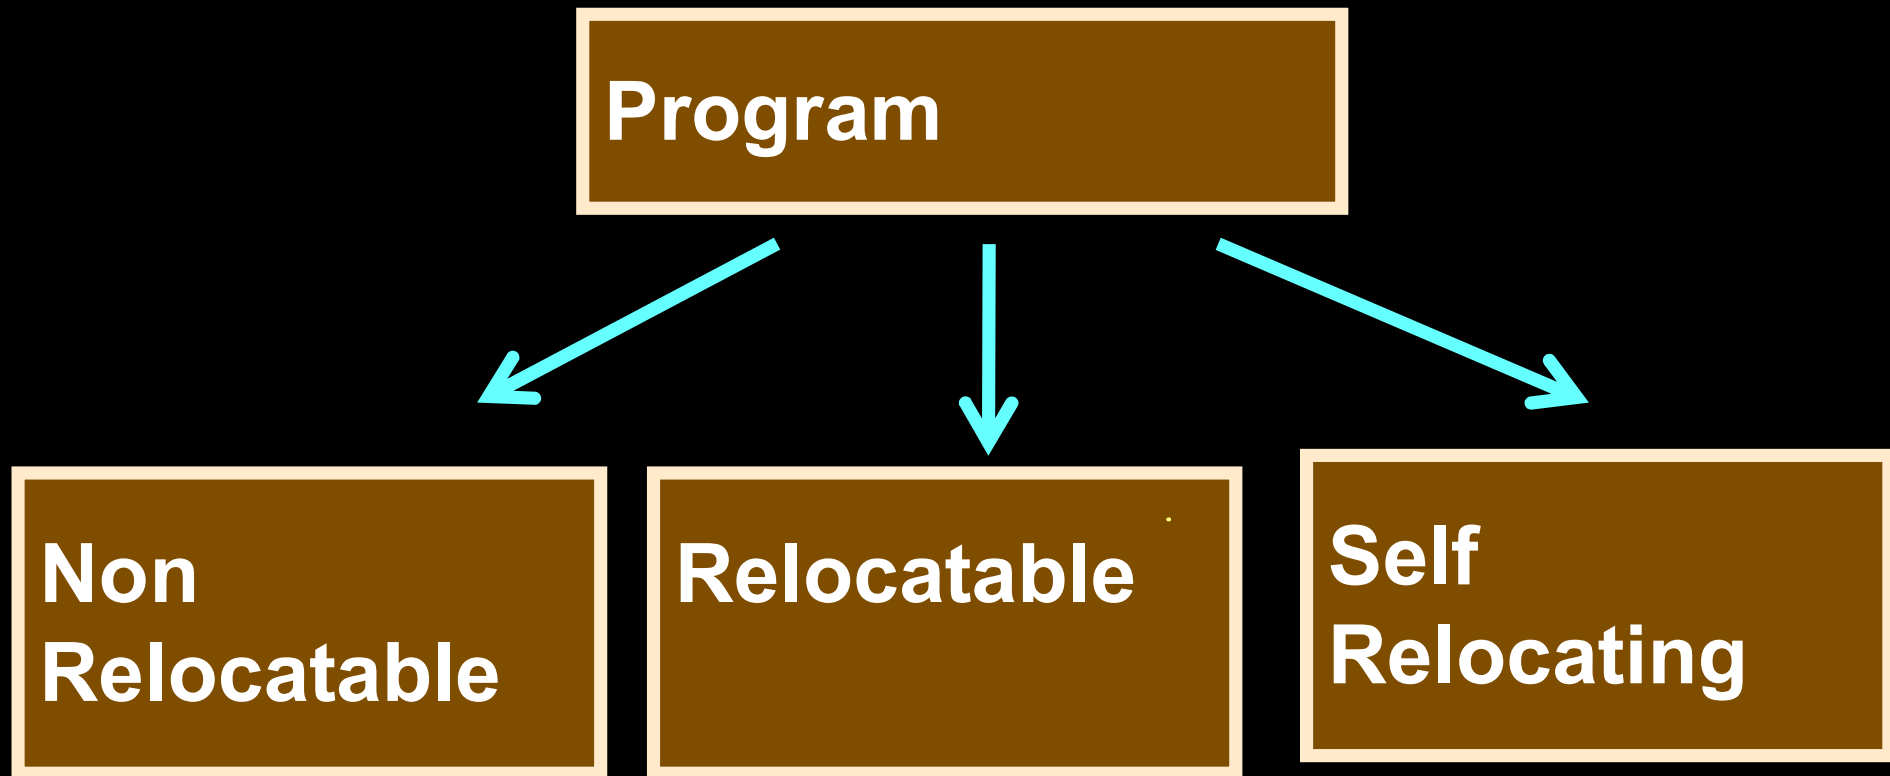 Program
Non
Relocatable
Relocatable
Self
Relocating